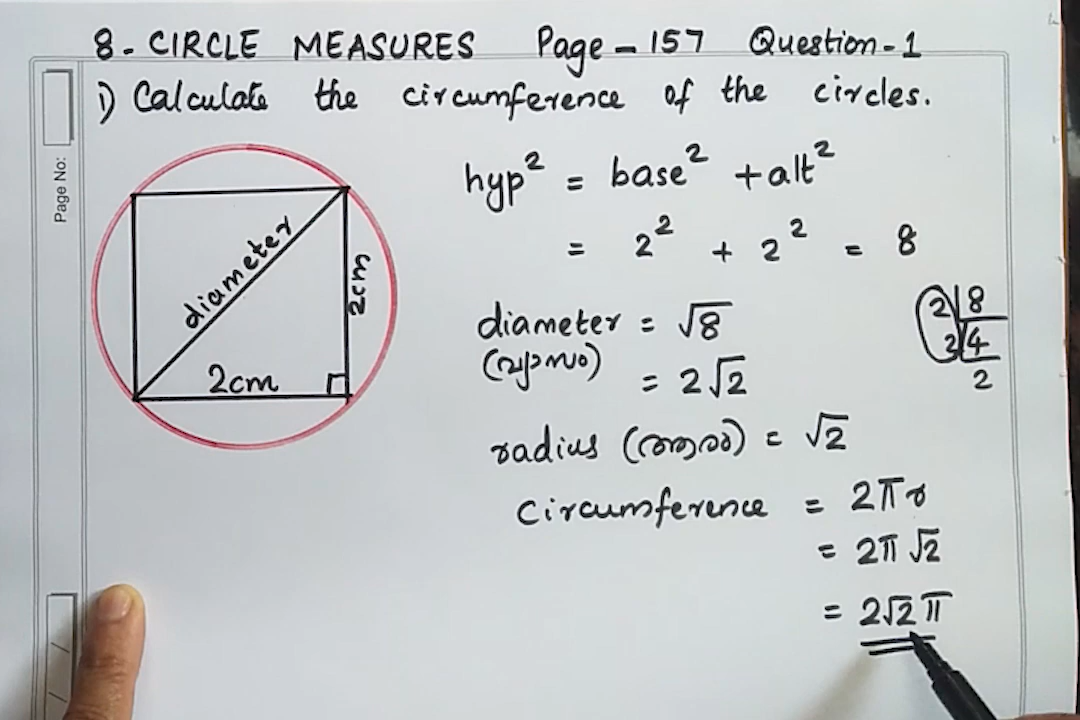 8 - CIRCLE MEASURES Page - 157 Question - 1
1) Calculate the circumference of the circles.
Page No:
diameter
2cm
2cm
hyp² = base² + alt²
= 2² + 2² = 8
diameter = √8
(വ്യാസം)
= 2√2
2 8
2 4
2
radius (ആരം) = √2
Circumference = 2πr
= 2π √2
= 2√2 π